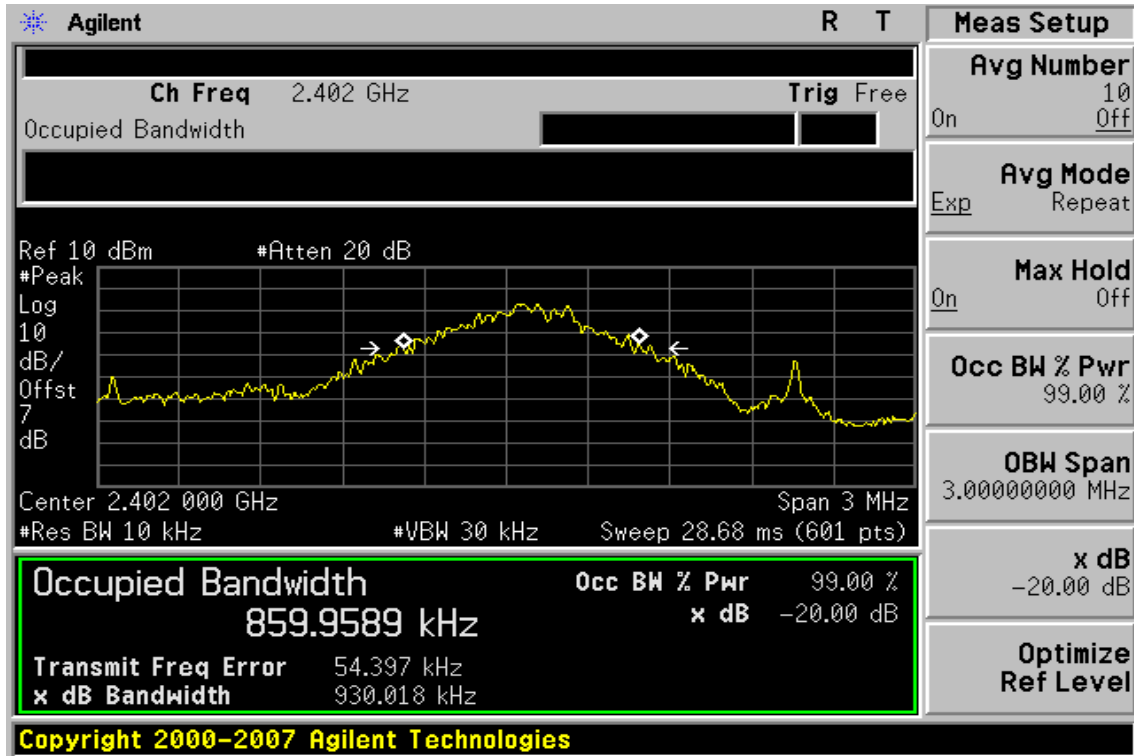 Agilent R T
Ch Freq 2.402 GHz Trig Free
Occupied Bandwidth
Ref 10 dBm #Atten 20 dB
#Peak
Log
10
dB/
Offst
7
dB
Center 2.402 000 GHz Span 3 MHz
#Res BW 10 kHz #VBW 30 kHz Sweep 28.68 ms (601 pts)
Occupied Bandwidth Occ BW % Pwr 99.00 %
859.9589 kHz x dB -20.00 dB
Transmit Freq Error 54.397 kHz
x dB Bandwidth 930.018 kHz
Copyright 2000-2007 Agilent Technologies
Meas Setup
Avg Number
10
On Off
Avg Mode
Exp Repeat
Max Hold
On Off
Occ BW % Pwr
99.00 %
OBW Span
3.00000000 MHz
x dB
-20.00 dB
Optimize
Ref Level